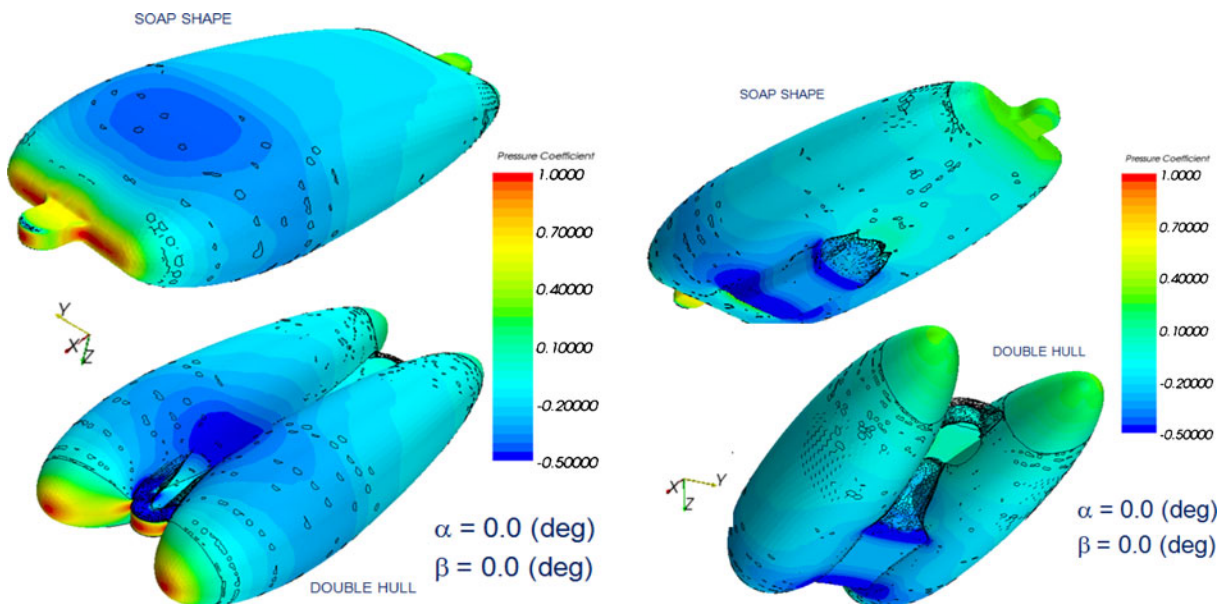 SOAP SHAPE
Pressure Coefficient
1.0000
0.70000
0.40000
0.10000
-0.20000
-0.50000
Y
X
Z
α = 0.0 (deg)
β = 0.0 (deg)
DOUBLE HULL
SOAP SHAPE
Pressure Coefficient
1.0000
0.70000
0.40000
0.10000
-0.20000
-0.50000
DOUBLE HULL
X
Y
Z
α = 0.0 (deg)
β = 0.0 (deg)